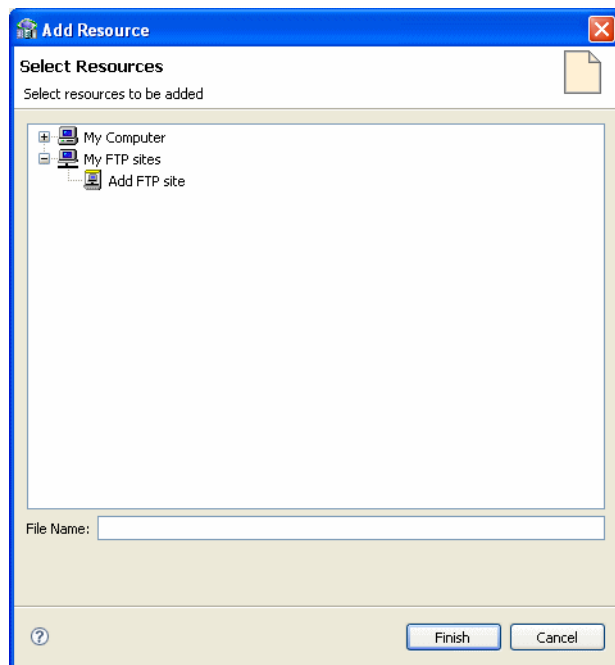 Add Resource
Select Resources
Select resources to be added
My Computer
My FTP sites
Add FTP site
File Name:
Finish Cancel